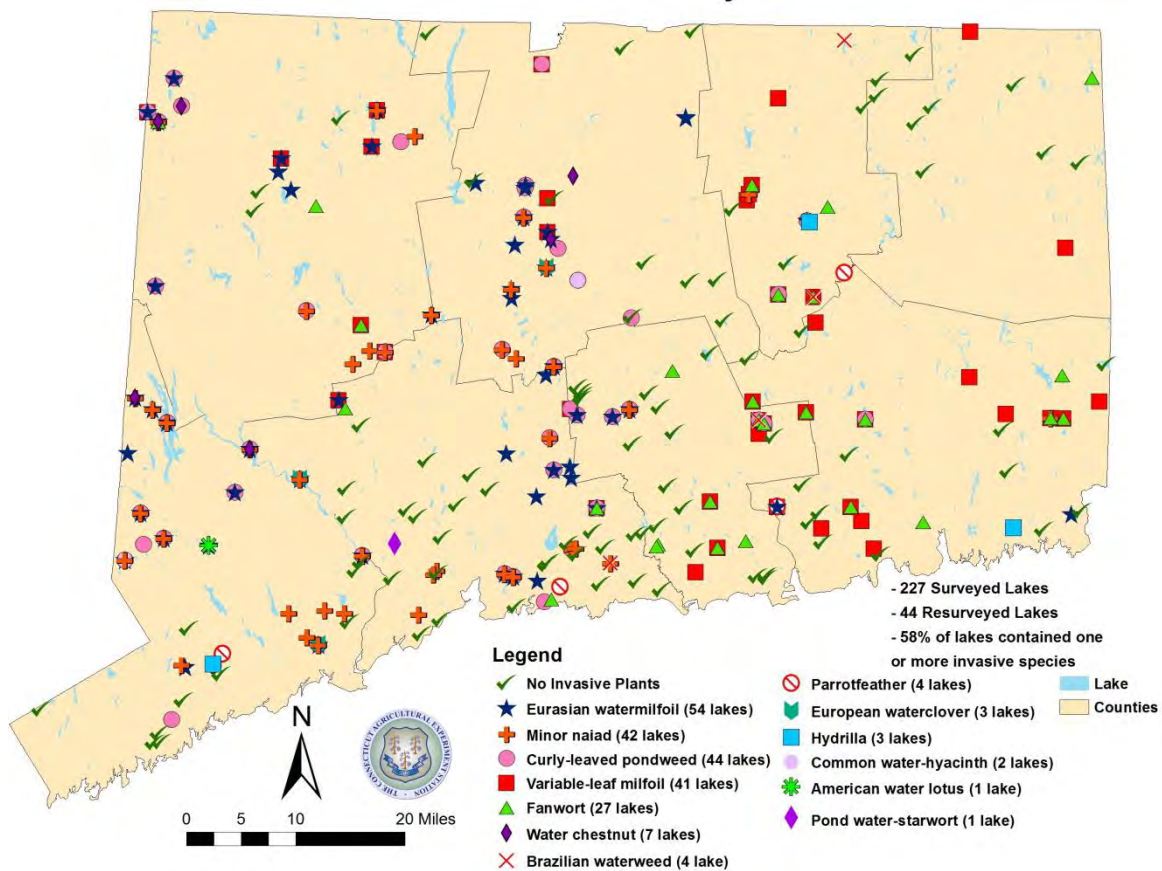 - 227 Surveyed Lakes
- 44 Resurveyed Lakes
- 58% of lakes contained one
or more invasive species
Legend
No Invasive Plants
Eurasian watermilfoil (54 lakes)
Minor naiad (42 lakes)
Curly-leaved pondweed (44 lakes)
Variable-leaf milfoil (41 lakes)
Fanwort (27 lakes)
Water chestnut (7 lakes)
Brazilian waterweed (4 lake)
Parrotfeather (4 lakes)
European waterclover (3 lakes)
Hydrilla (3 lakes)
Common water-hyacinth (2 lakes)
American water lotus (1 lake)
Pond water-starwort (1 lake)
Lake
Counties
N
THE CONNECTICUT AGRICULTURAL EXPERIMENT STATION
0 5 10 20 Miles